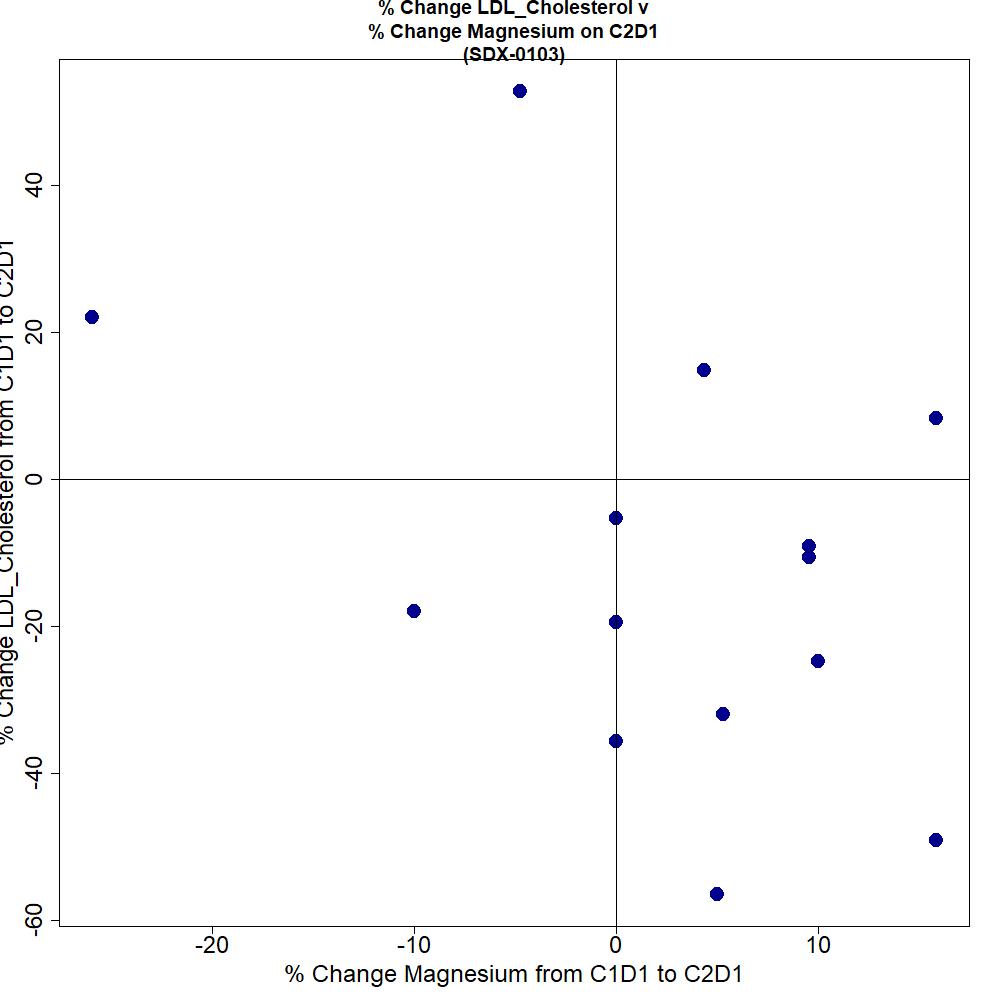 % Change LDL_Cholesterol v
% Change Magnesium on C2D1
(SDX-0103)
% Change LDL_Cholesterol from C1D1 to C2D1
40
20
0
-20
-40
-60
-20
-10
0
10
% Change Magnesium from C1D1 to C2D1